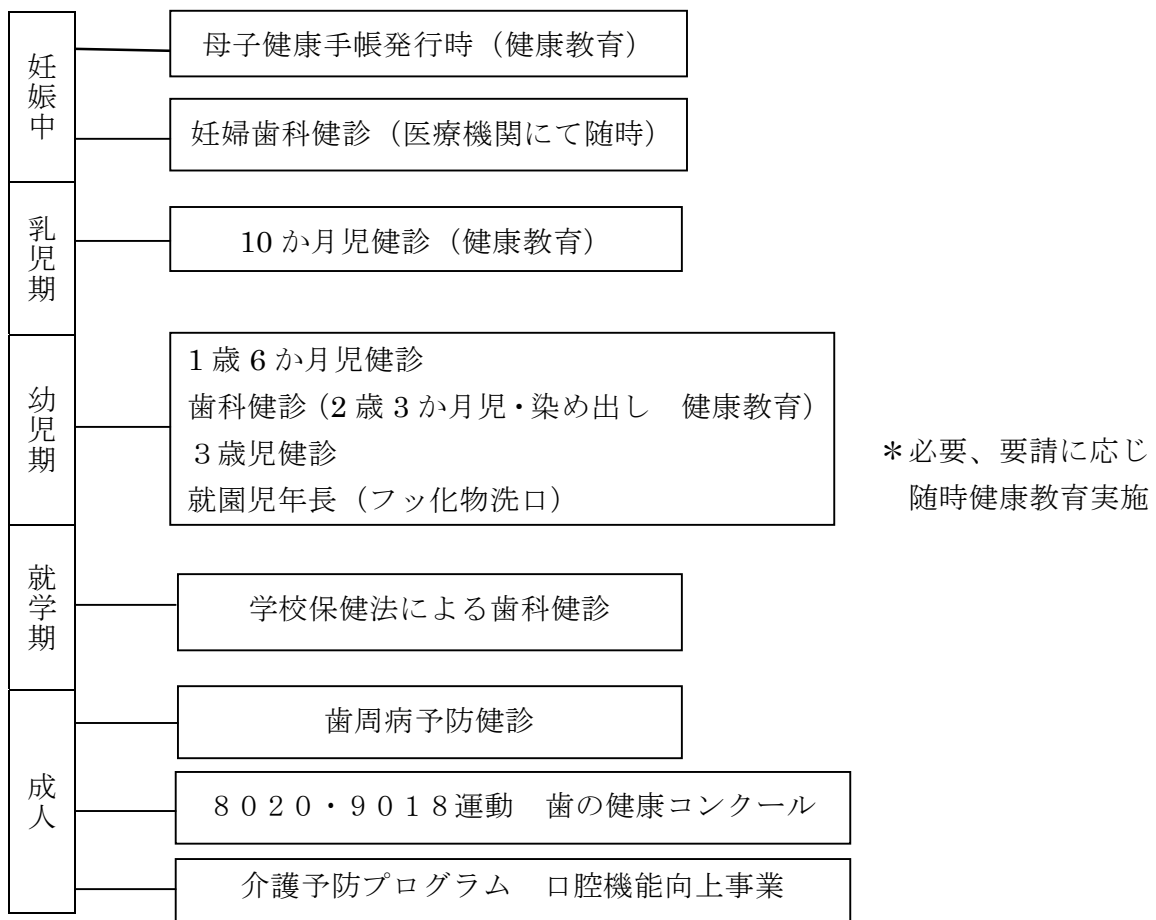 妊娠中
母子健康手帳発行時（健康教育）
妊婦歯科健診（医療機関にて随時）
乳児期
10か月児健診（健康教育）
幼児期
1歳6か月児健診
歯科健診（2歳3か月児・染め出し　健康教育）
３歳児健診
就園児年長（フッ化物洗口）
＊必要、要請に応じ
随時健康教育実施
就学期
学校保健法による歯科健診
成人
歯周病予防健診
８０２０・９０１８運動　歯の健康コンクール
介護予防プログラム　口腔機能向上事業